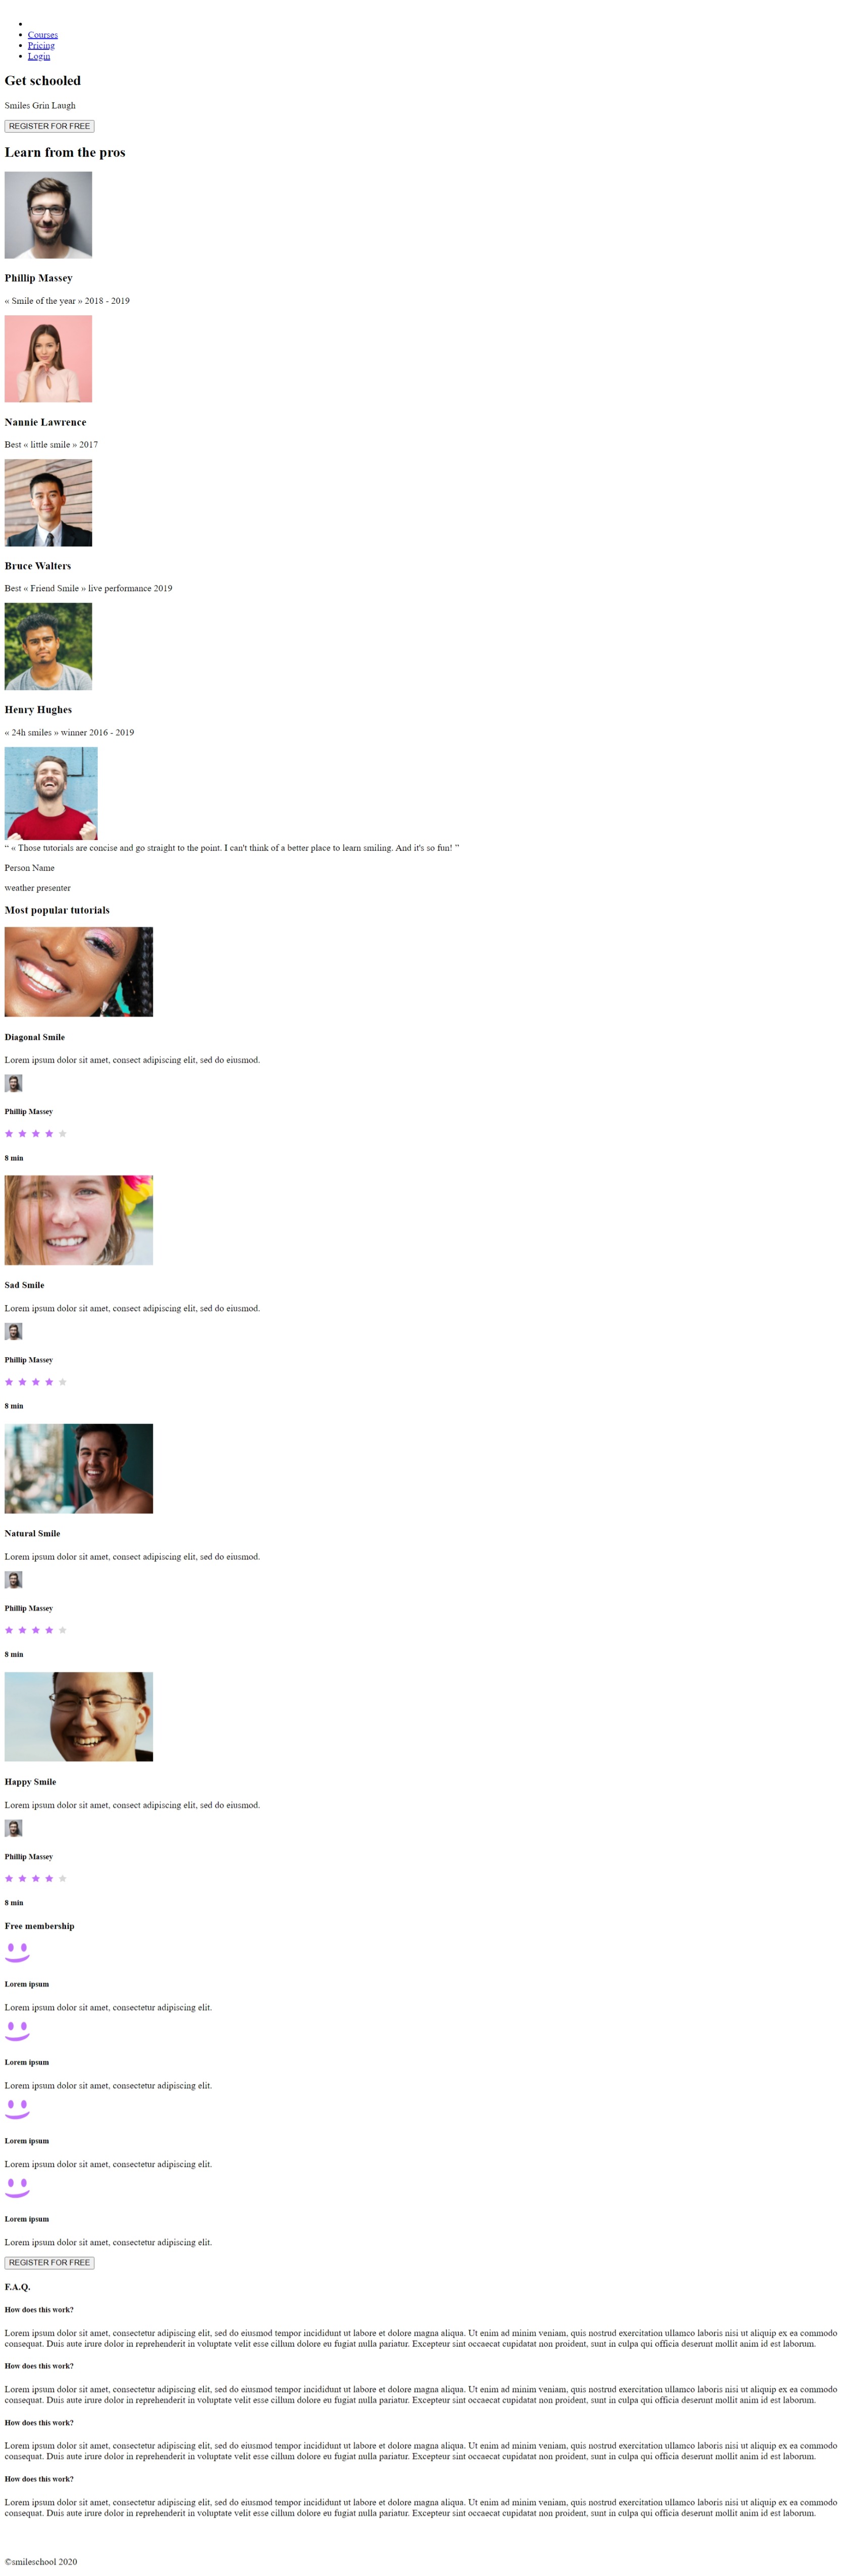 Courses
Pricing
Login
Get schooled
Smiles Grin Laugh
REGISTER FOR FREE
Learn from the pros
Phillip Massey
« Smile of the year » 2018 - 2019
Nannie Lawrence
Best « little smile » 2017
Bruce Walters
Best « Friend Smile » live performance 2019
Henry Hughes
« 24h smiles » winner 2016 - 2019
“ « Those tutorials are concise and go straight to the point. I can't think of a better place to learn smiling. And it's so fun! ”
Person Name
weather presenter
Most popular tutorials
Diagonal Smile
Lorem ipsum dolor sit amet, consect adipiscing elit, sed do eiusmod.
Phillip Massey
8 min
Sad Smile
Lorem ipsum dolor sit amet, consect adipiscing elit, sed do eiusmod.
Phillip Massey
8 min
Natural Smile
Lorem ipsum dolor sit amet, consect adipiscing elit, sed do eiusmod.
Phillip Massey
8 min
Happy Smile
Lorem ipsum dolor sit amet, consect adipiscing elit, sed do eiusmod.
Phillip Massey
8 min
Free membership
Lorem ipsum
Lorem ipsum dolor sit amet, consectetur adipiscing elit.
Lorem ipsum
Lorem ipsum dolor sit amet, consectetur adipiscing elit.
Lorem ipsum
Lorem ipsum dolor sit amet, consectetur adipiscing elit.
Lorem ipsum
Lorem ipsum dolor sit amet, consectetur adipiscing elit.
REGISTER FOR FREE
F.A.Q.
How does this work?
Lorem ipsum dolor sit amet, consectetur adipiscing elit, sed do eiusmod tempor incididunt ut labore et dolore magna aliqua. Ut enim ad minim veniam, quis nostrud exercitation ullamco laboris nisi ut aliquip ex ea commodo
consequat. Duis aute irure dolor in reprehenderit in voluptate velit esse cillum dolore eu fugiat nulla pariatur. Excepteur sint occaecat cupidatat non proident, sunt in culpa qui officia deserunt mollit anim id est laborum.
How does this work?
Lorem ipsum dolor sit amet, consectetur adipiscing elit, sed do eiusmod tempor incididunt ut labore et dolore magna aliqua. Ut enim ad minim veniam, quis nostrud exercitation ullamco laboris nisi ut aliquip ex ea commodo
consequat. Duis aute irure dolor in reprehenderit in voluptate velit esse cillum dolore eu fugiat nulla pariatur. Excepteur sint occaecat cupidatat non proident, sunt in culpa qui officia deserunt mollit anim id est laborum.
How does this work?
Lorem ipsum dolor sit amet, consectetur adipiscing elit, sed do eiusmod tempor incididunt ut labore et dolore magna aliqua. Ut enim ad minim veniam, quis nostrud exercitation ullamco laboris nisi ut aliquip ex ea commodo
consequat. Duis aute irure dolor in reprehenderit in voluptate velit esse cillum dolore eu fugiat nulla pariatur. Excepteur sint occaecat cupidatat non proident, sunt in culpa qui officia deserunt mollit anim id est laborum.
How does this work?
Lorem ipsum dolor sit amet, consectetur adipiscing elit, sed do eiusmod tempor incididunt ut labore et dolore magna aliqua. Ut enim ad minim veniam, quis nostrud exercitation ullamco laboris nisi ut aliquip ex ea commodo
consequat. Duis aute irure dolor in reprehenderit in voluptate velit esse cillum dolore eu fugiat nulla pariatur. Excepteur sint occaecat cupidatat non proident, sunt in culpa qui officia deserunt mollit anim id est laborum.
©smileschool 2020